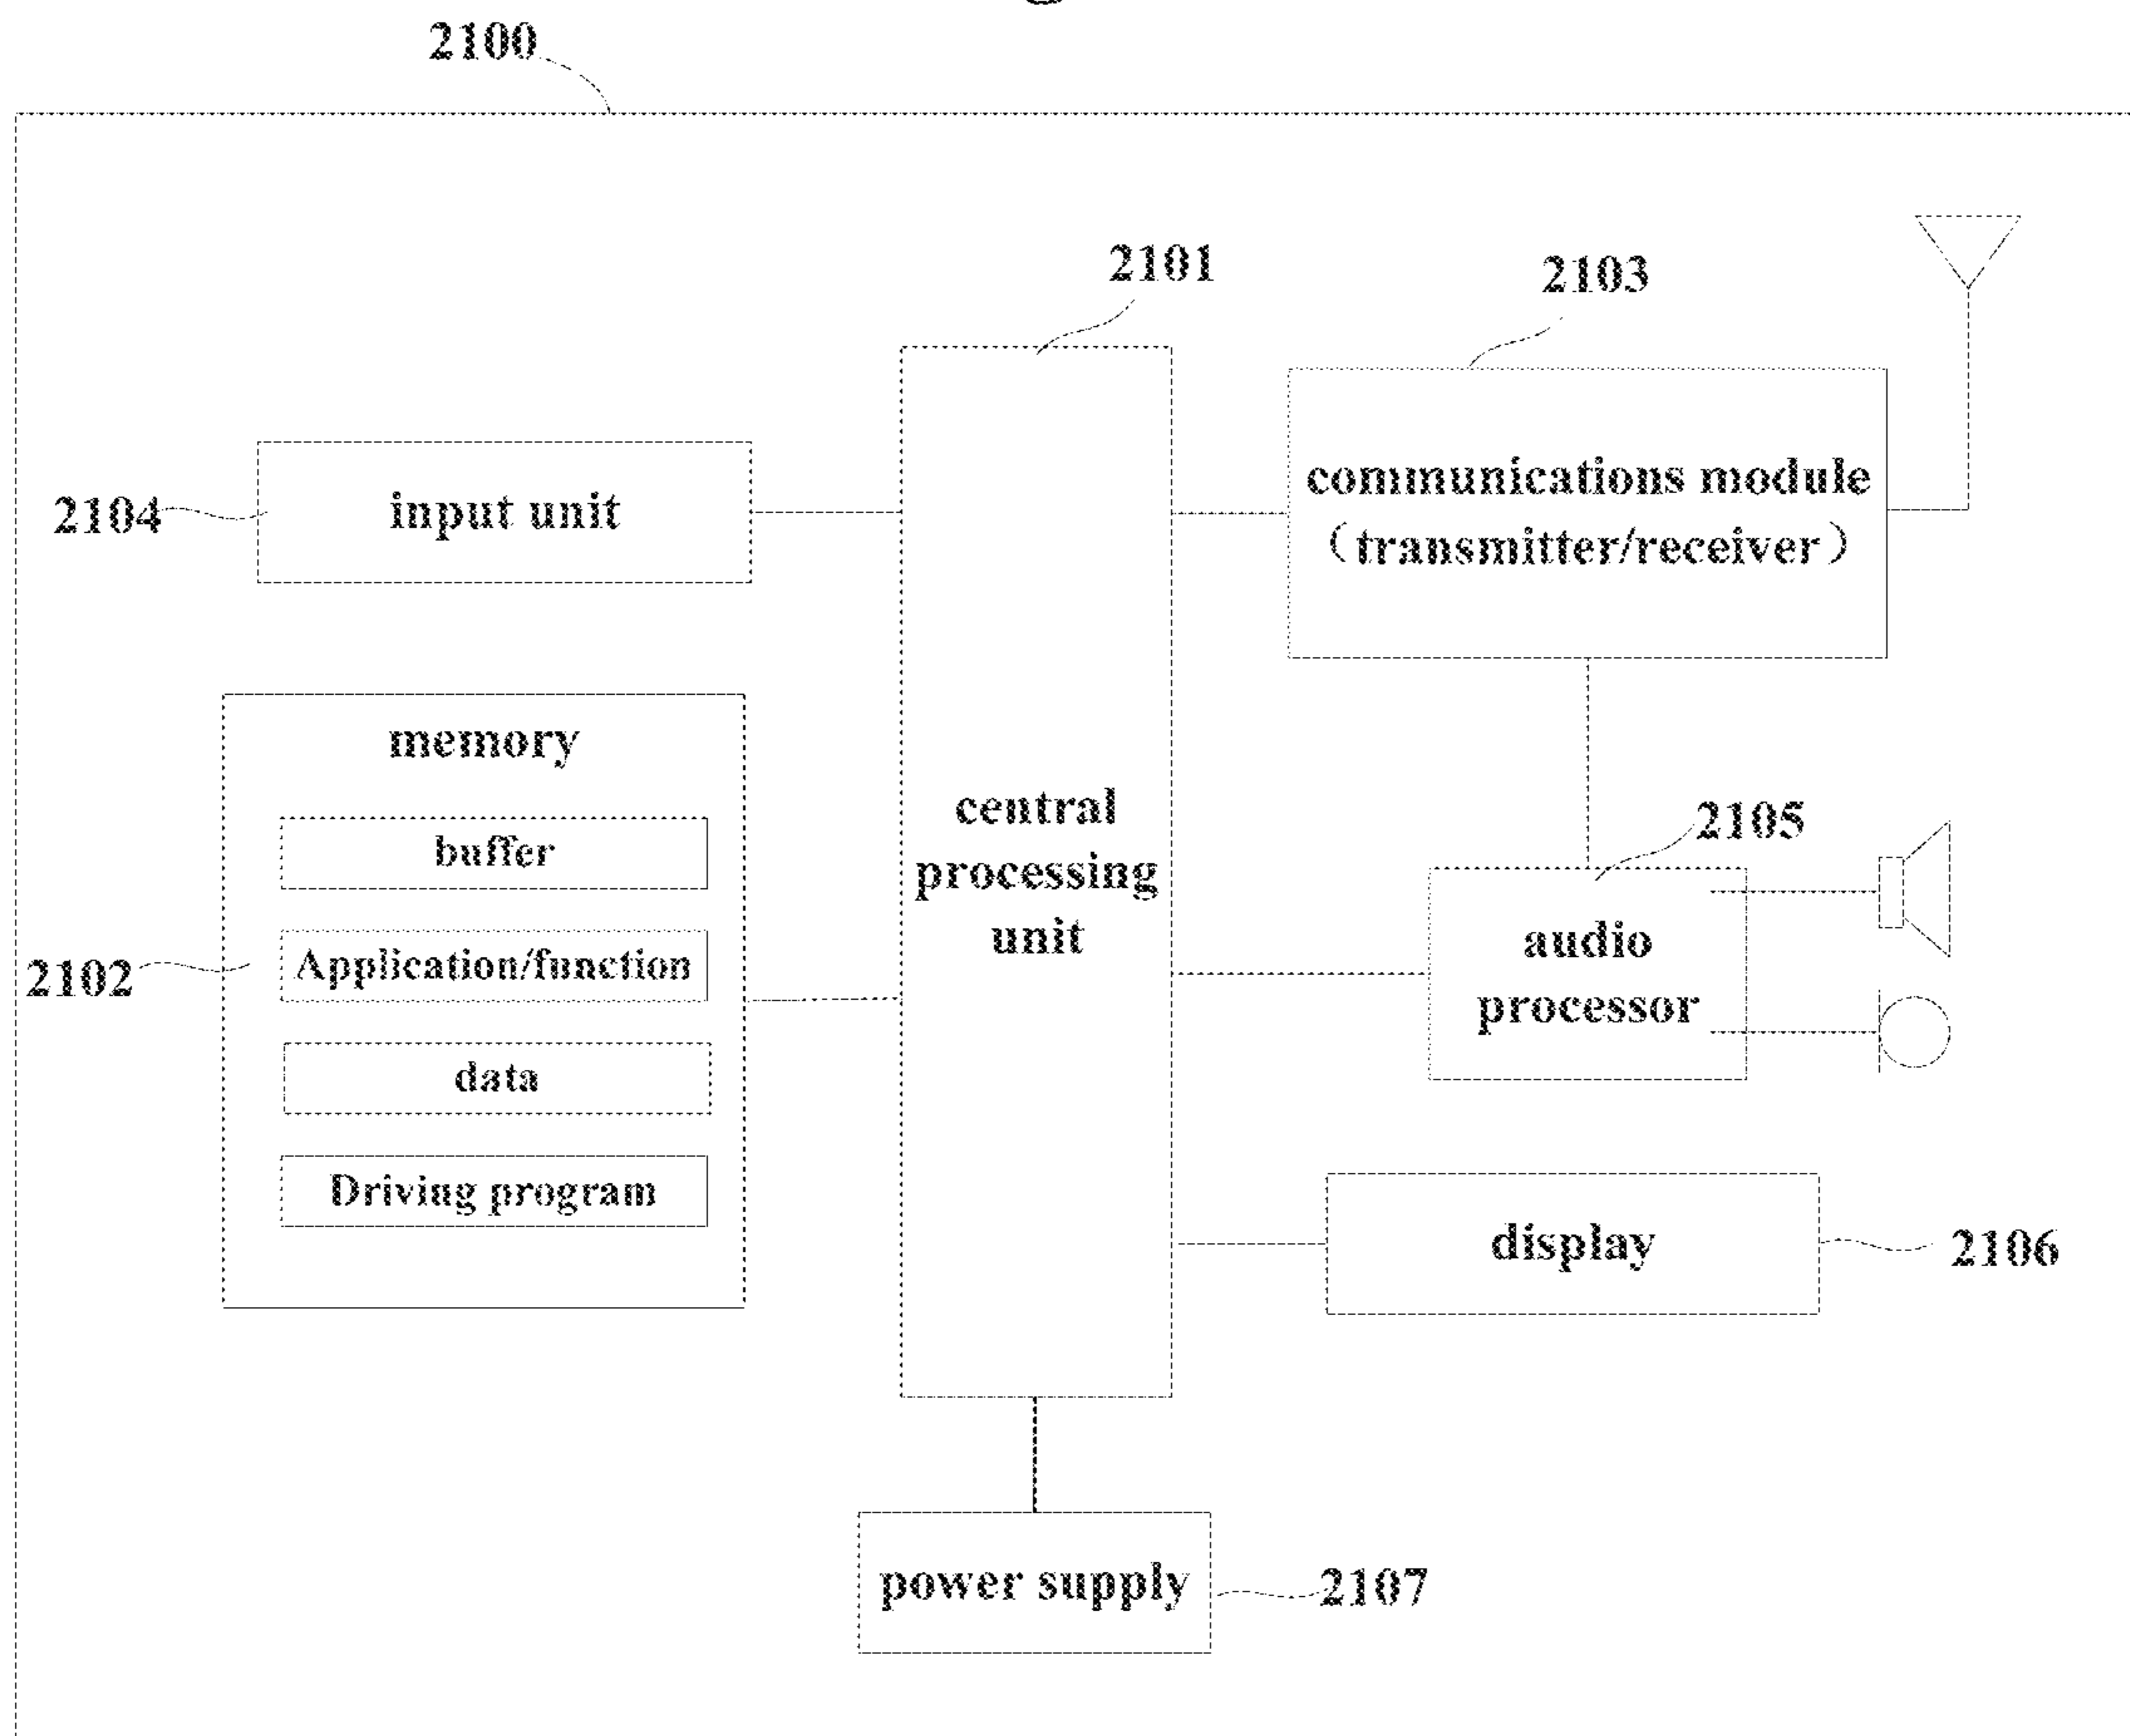 2100
2101
2103
communications module
（transmitter/receiver）
2104
input unit
memory
buffer
Application/function
data
Driving program
2102
central
processing
unit
2105
audio
processor
display
2106
power supply
2107